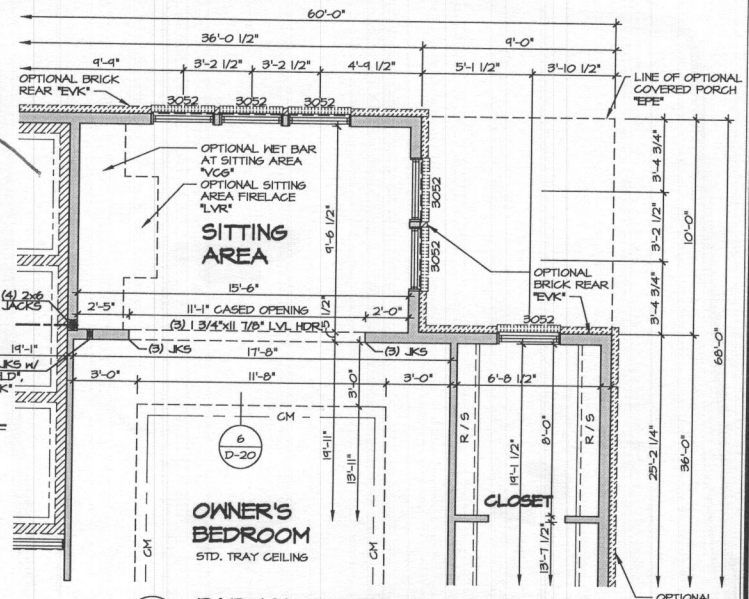 60'-0"
36'-0 1/2"
9'-0"
9'-9"
3'-2 1/2"
3'-2 1/2"
4'-9 1/2"
5'-1 1/2"
3'-10 1/2"
OPTIONAL BRICK
REAR "EVK"
LINE OF OPTIONAL
COVERED PORCH
"EPE"
3052
3052
3052
OPTIONAL WET BAR
AT SITTING AREA
"VCG"
OPTIONAL SITTING
AREA FIRELACE
"LVR"
SITTING
AREA
9'-6 1/2"
3052
3052
3'-4 3/4"
3'-2 1/2"
3'-4 3/4"
10'-0"
68'-0"
OPTIONAL
BRICK REAR
"EVK"
15'-6"
(4) 2x6
JACKS
2'-5"
11'-1" CASED OPENING
2'-0"
(3) 1 3/4"x11 7/8" LVL HDR
3052
19'-1"
(3) JKS
17'-8"
(3) JKS
JKS W/
3'-0"
11'-8"
3'-0"
6'-8 1/2"
3'-0"
CM
6
D-20
19'-11"
13'-11"
R / S
19'-1 1/2"
8'-0"
R / S
25'-2 1/4"
36'-0"
OWNER'S
BEDROOM
STD. TRAY CEILING
CM
CM
CLOSET
13'-7 1/2"
OPTIONAL